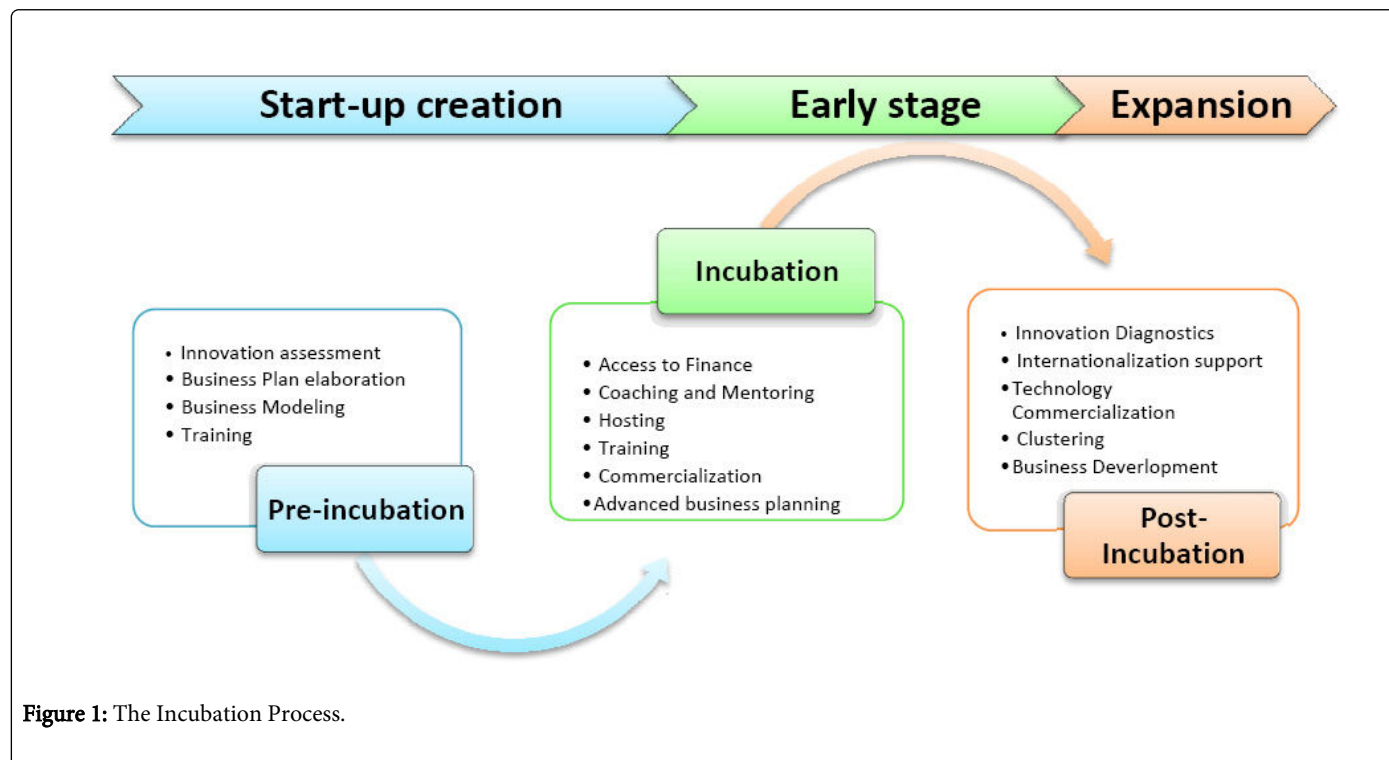 Start-up creation
Early stage
Expansion
• Innovation assessment
• Business Plan elaboration
• Business Modeling
• Training
Pre-incubation
Incubation
• Access to Finance
• Coaching and Mentoring
• Hosting
• Training
• Commercialization
•Advanced business planning
• Innovation Diagnostics
• Internationalization support
•Technology
Commercialization
• Clustering
•Business Deverlopment
Post-
Incubation
Figure 1: The Incubation Process.